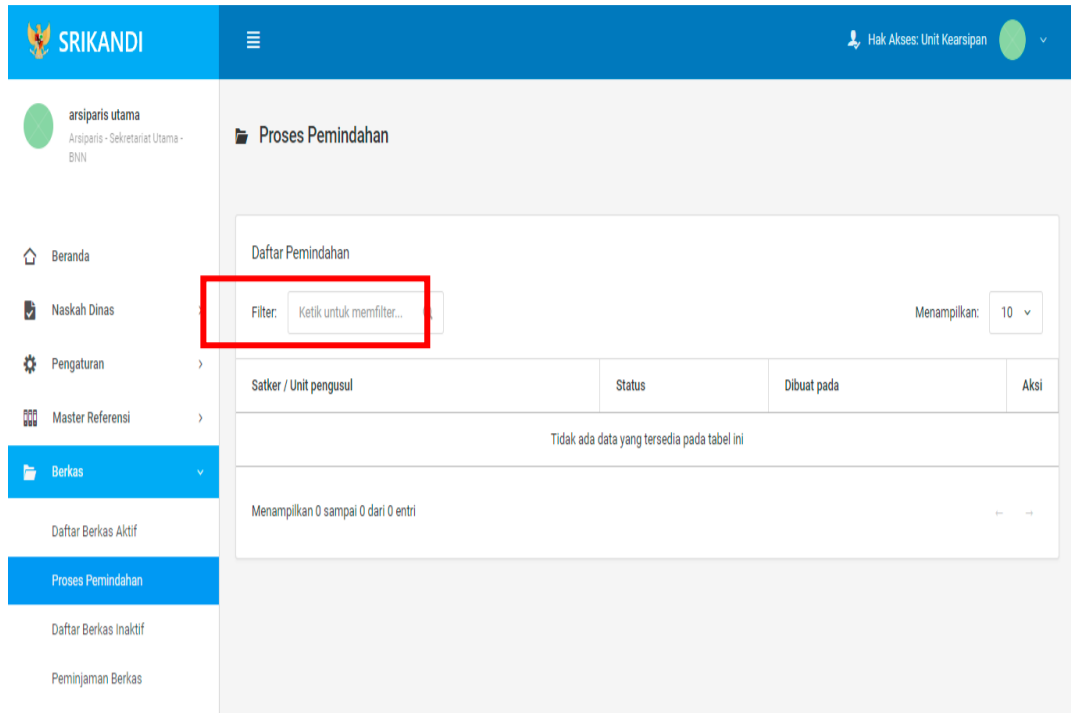 SRIKANDI
Hak Akses: Unit Kearsipan
arsiparis utama
Arsiparis - Sekretariat Utama -
BNN
Proses Pemindahan
Beranda
Naskah Dinas
Pengaturan
Master Referensi
Berkas
Daftar Berkas Aktif
Proses Pemindahan
Daftar Berkas Inaktif
Peminjaman Berkas
Daftar Pemindahan
Filter: Ketik untuk memfilter...
Menampilkan: 10
Satker / Unit pengusul Status Dibuat pada Aksi
Tidak ada data yang tersedia pada tabel ini
Menampilkan 0 sampai 0 dari 0 entri